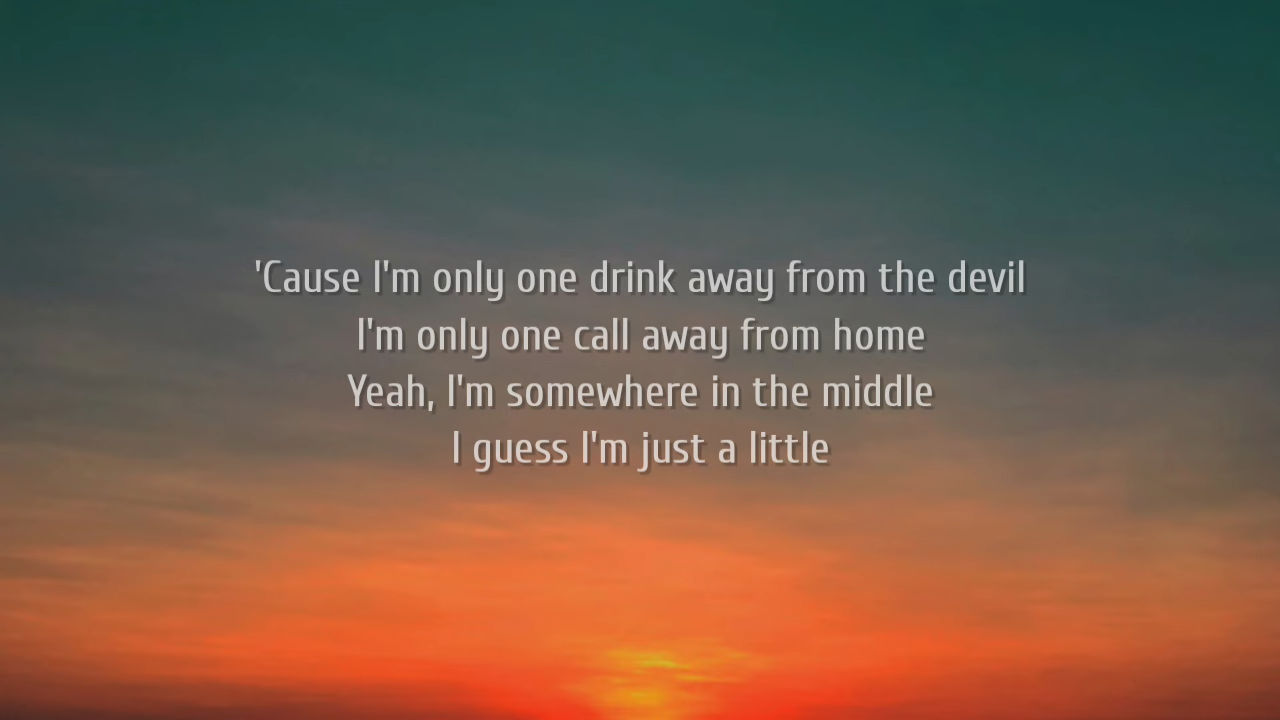 'Cause I'm only one drink away from the devil
I'm only one call away from home
Yeah, I'm somewhere in the middle
I guess I'm just a little